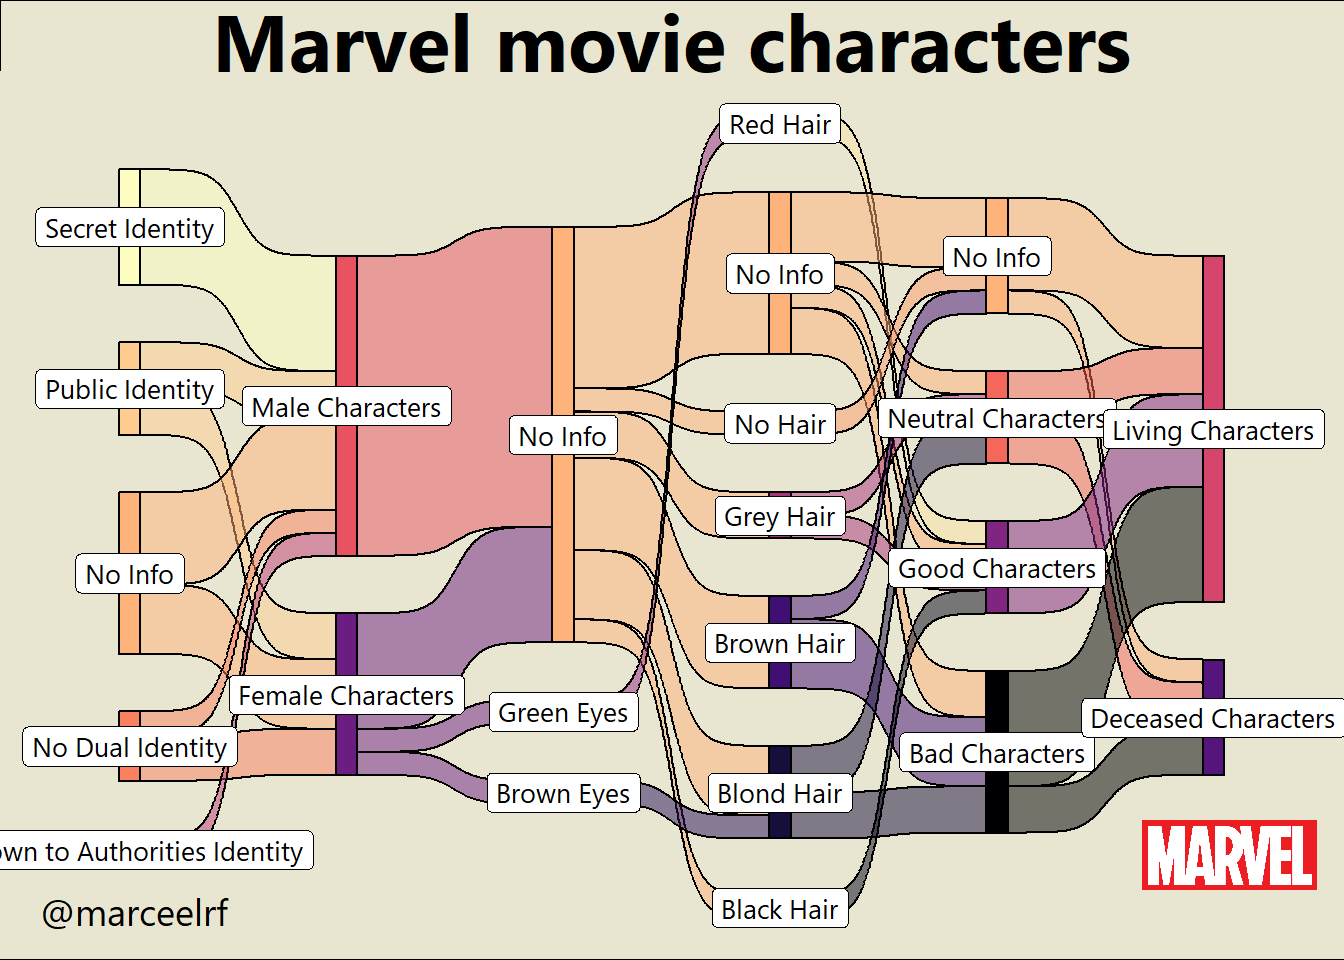 Marvel movie characters
Secret Identity
Public Identity
No Info
No Dual Identity
to Authorities Identity
Male Characters
Female Characters
No Info
Green Eyes
Brown Eyes
Red Hair
No Info
No Hair
Grey Hair
Brown Hair
Blond Hair
Black Hair
No Info
Neutral Characters
Good Characters
Bad Characters
Living Characters
Deceased Characters
MARVEL
@marceelrf